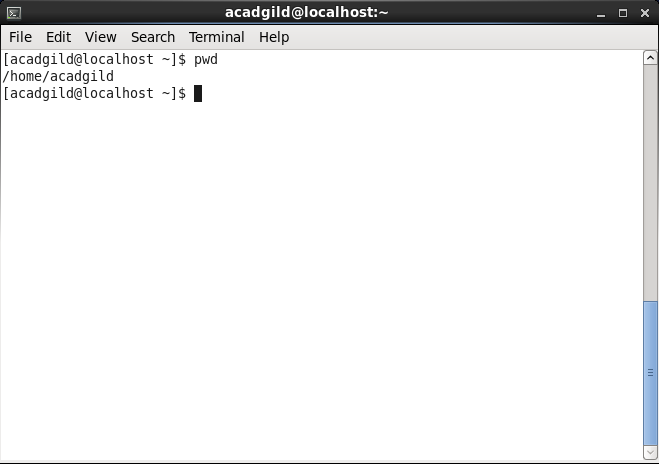 acadgild@localhost:~
File Edit View Search Terminal Help
[acadgild@localhost ~]$ pwd
/home/acadgild
[acadgild@localhost ~]$